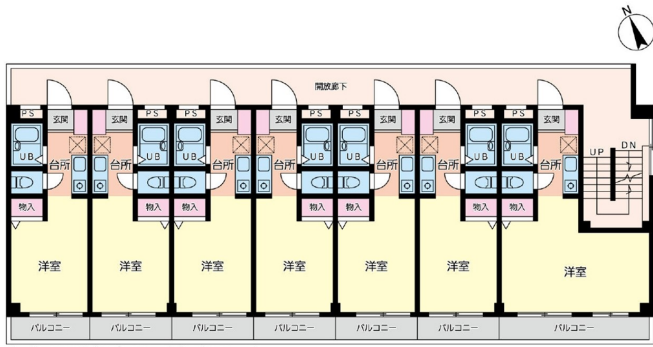 N
開放廊下
PS 玄関 玄関 PS PS 玄関 玄関 PS PS 玄関 玄関 PS PS 玄関
UB 台所 台所 UB UB 台所 台所 UB UB 台所 台所 UB UB 台所 UP DN
物入 物入 物入 物入 物入 物入 物入
洋室 洋室 洋室 洋室 洋室 洋室 洋室
バルコニー バルコニー バルコニー バルコニー バルコニー バルコニー バルコニー